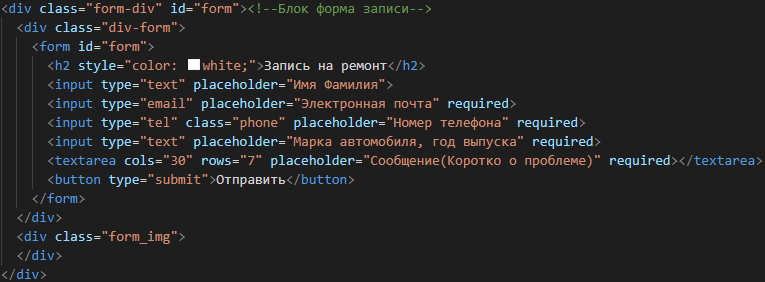 <div class="form-div" id="form"><!--Блок форма записи-->
<div class="div-form">
<form id="form">
<h2 style="color: white;">Запись на ремонт</h2>
<input type="text" placeholder="Имя Фамилия">
<input type="email" placeholder="Электронная почта" required>
<input type="tel" class="phone" placeholder="Номер телефона" required>
<input type="text" placeholder="Марка автомобиля, год выпуска" required>
<textarea cols="30" rows="7" placeholder="Сообщение(Коротко о проблеме)" required></textarea>
<button type="submit">Отправить</button>
</form>
</div>
<div class="form_img">
</div>
</div>